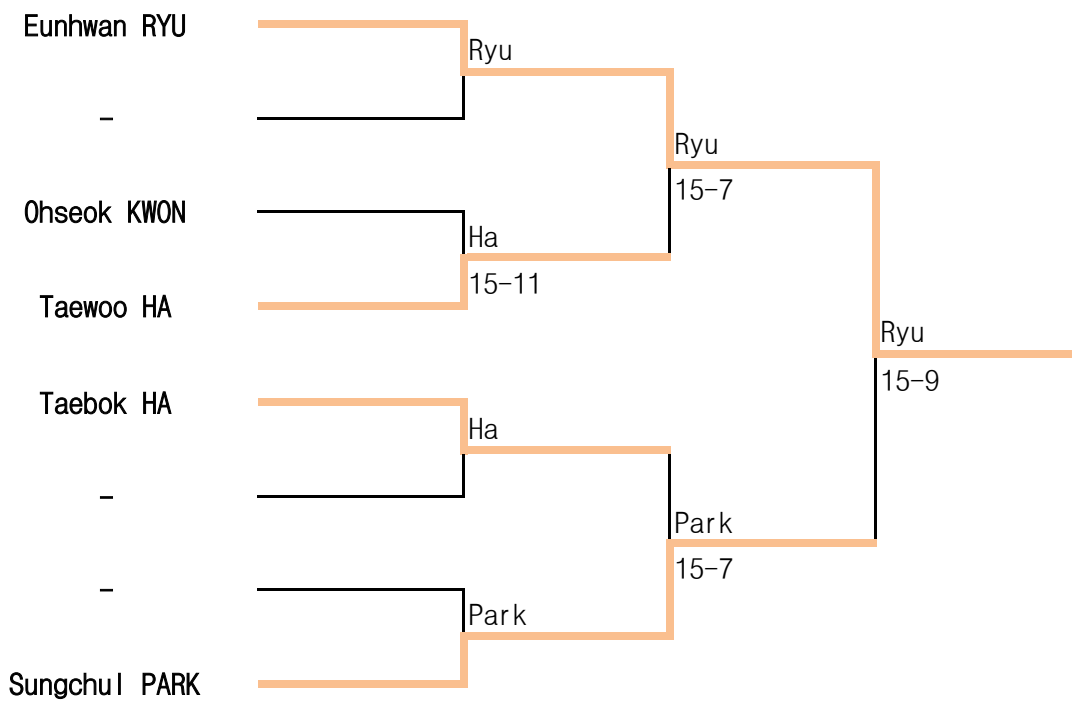 Eunhwan RYU
Ryu
-
Ryu
15-7
Ohseok KWON
Ha
15-11
Taewoo HA
Ryu
15-9
Taebok HA
Ha
-
Park
15-7
-
Park
Sungchul PARK